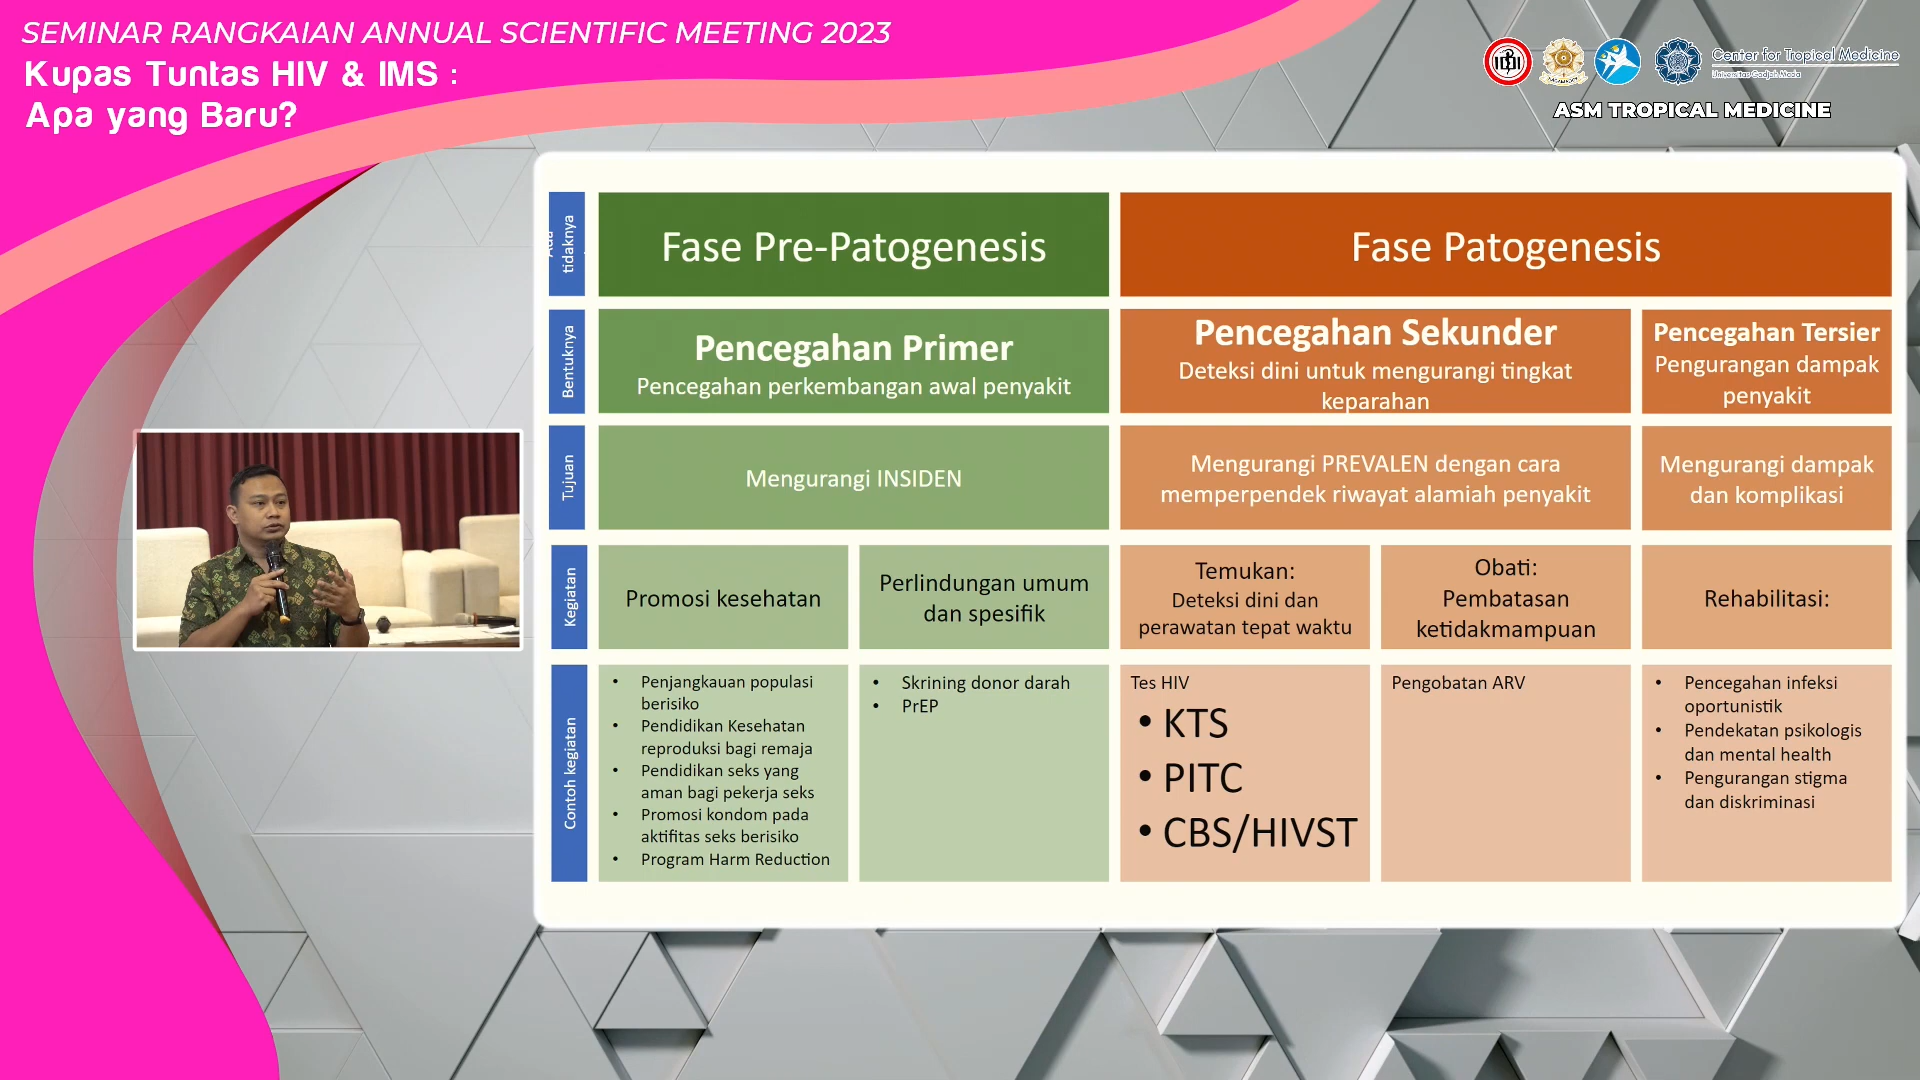 SEMINAR RANGKAIAN ANNUAL SCIENTIFIC MEETING 2023
Kupas Tuntas HIV & IMS :
Apa yang Baru?
Center for Tropical Medicine
Universitas Gadjah Mada
ASM TROPICAL MEDICINE
tidaknya
Fase Pre-Patogenesis
Fase Patogenesis
Bentuknya
Pencegahan Primer
Pencegahan perkembangan awal penyakit
Pencegahan Sekunder
Deteksi dini untuk mengurangi tingkat
keparahan
Pencegahan Tersier
Pengurangan dampak
penyakit
Tujuan
Mengurangi INSIDEN
Mengurangi PREVALEN dengan cara
memperpendek riwayat alamiah penyakit
Mengurangi dampak
dan komplikasi
Kegiatan
Promosi kesehatan
Perlindungan umum
dan spesifik
Temukan:
Deteksi dini dan
perawatan tepat waktu
Obati:
Pembatasan
ketidakmampuan
Rehabilitasi:
Contoh kegiatan
• Penjangkauan populasi
berisiko
• Pendidikan Kesehatan
reproduksi bagi remaja
• Pendidikan seks yang
aman bagi pekerja seks
• Promosi kondom pada
aktifitas seks berisiko
• Program Harm Reduction
• Skrining donor darah
• PrEP
Tes HIV
• KTS
• PITC
• CBS/HIVST
Pengobatan ARV
• Pencegahan infeksi
oportunistik
• Pendekatan psikologis
dan mental health
• Pengurangan stigma
dan diskriminasi